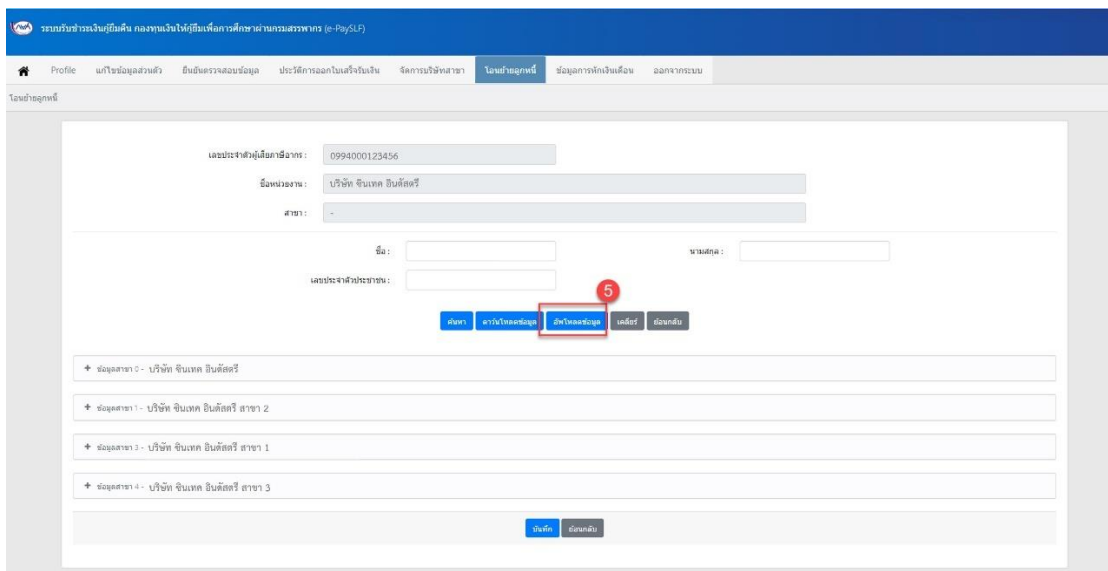 ระบบรับชำระเงินกู้ยืมคืน กองทุนเงินให้กู้ยืมเพื่อการศึกษาผ่านกรมสรรพากร (e-PaySLF)
Profile แก้ไขข้อมูลส่วนตัว ยืนยันตรวจสอบข้อมูล ประวัติการออกใบเสร็จรับเงิน จัดการบริษัทสาขา โอนย้ายลูกหนี้ ข้อมูลการหักเงินเดือน ออกจากระบบ
โอนย้ายลูกหนี้
เลขประจำตัวผู้เสียภาษีอากร : 0994000123456
ชื่อหน่วยงาน : บริษัท ซินเทค อินดัสตรี
สาขา : -
ชื่อ : นามสกุล :
เลขประจำตัวประชาชน :
5
ค้นหา ดาวน์โหลดข้อมูล อัพโหลดข้อมูล เคลียร์ ย้อนกลับ
+ ข้อมูลสาขา 0 - บริษัท ซินเทค อินดัสตรี
+ ข้อมูลสาขา 1 - บริษัท ซินเทค อินดัสตรี สาขา 2
+ ข้อมูลสาขา 3 - บริษัท ซินเทค อินดัสตรี สาขา 1
+ ข้อมูลสาขา 4 - บริษัท ซินเทค อินดัสตรี สาขา 3
บันทึก ย้อนกลับ